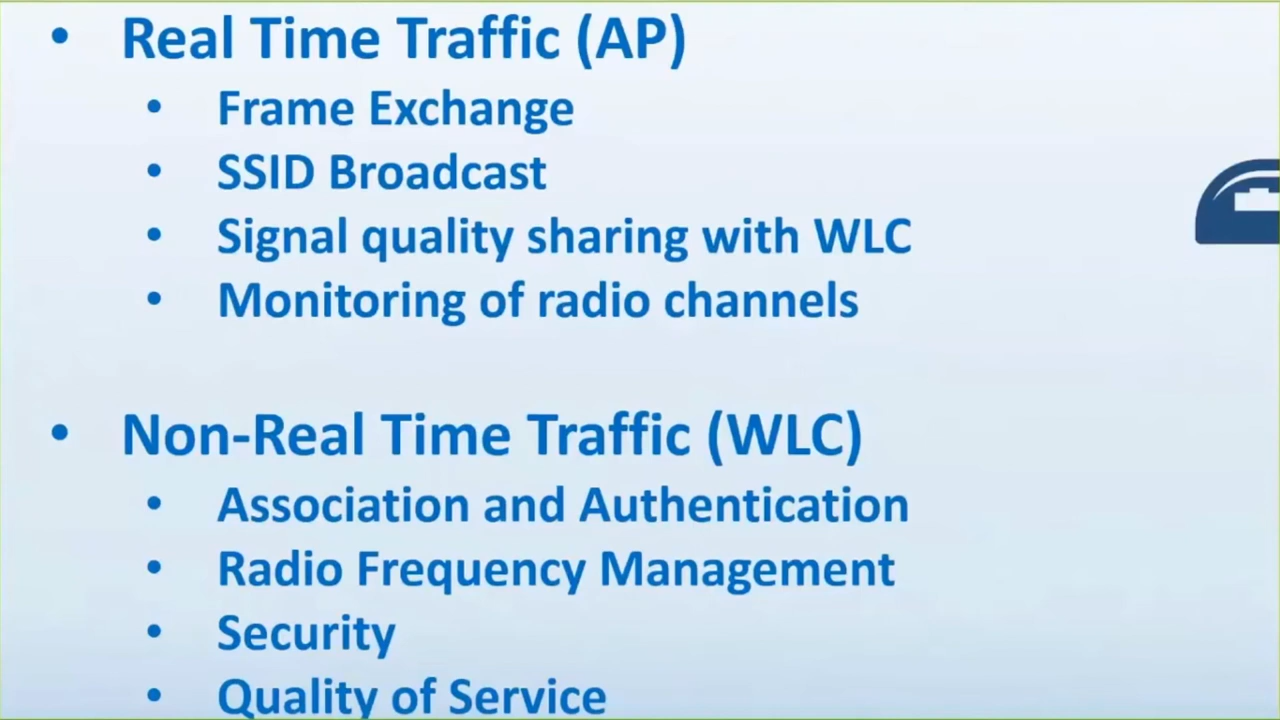 • Real Time Traffic (AP)
• Frame Exchange
• SSID Broadcast
• Signal quality sharing with WLC
• Monitoring of radio channels
• Non-Real Time Traffic (WLC)
• Association and Authentication
• Radio Frequency Management
• Security
• Quality of Service